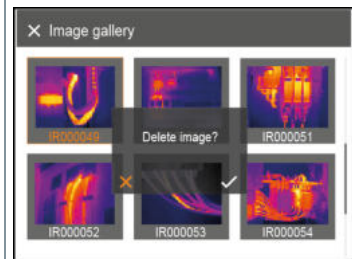 Image gallery
IR000049
Delete image?
IR000051
IR000052
IR000053
IR000054